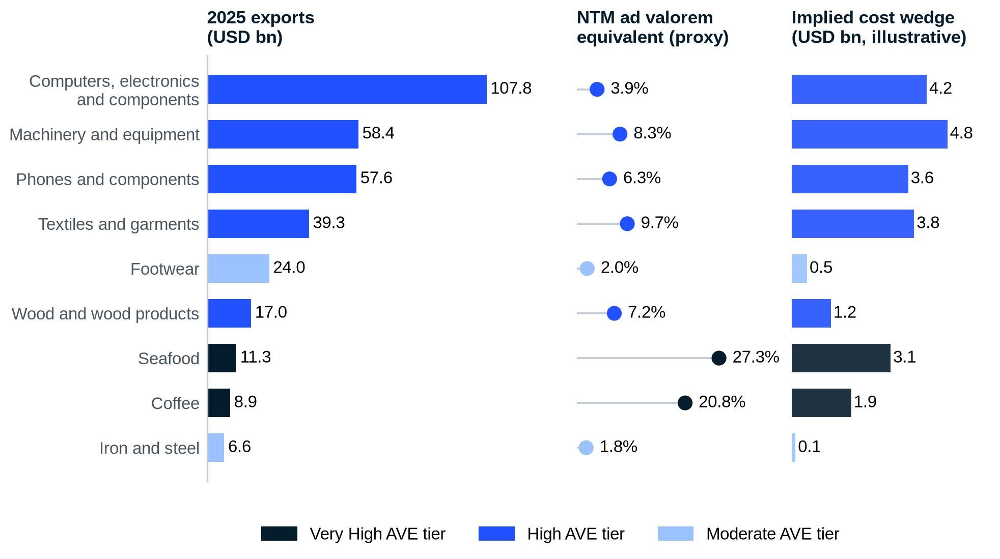 2025 exports
(USD bn)
NTM ad valorem
equivalent (proxy)
Implied cost wedge
(USD bn, illustrative)
Computers, electronics
and components
107.8
3.9%
4.2
Machinery and equipment
58.4
8.3%
4.8
Phones and components
57.6
6.3%
3.6
Textiles and garments
39.3
9.7%
3.8
Footwear
24.0
2.0%
0.5
Wood and wood products
17.0
7.2%
1.2
Seafood
11.3
27.3%
3.1
Coffee
8.9
20.8%
1.9
Iron and steel
6.6
1.8%
0.1
Very High AVE tier
High AVE tier
Moderate AVE tier